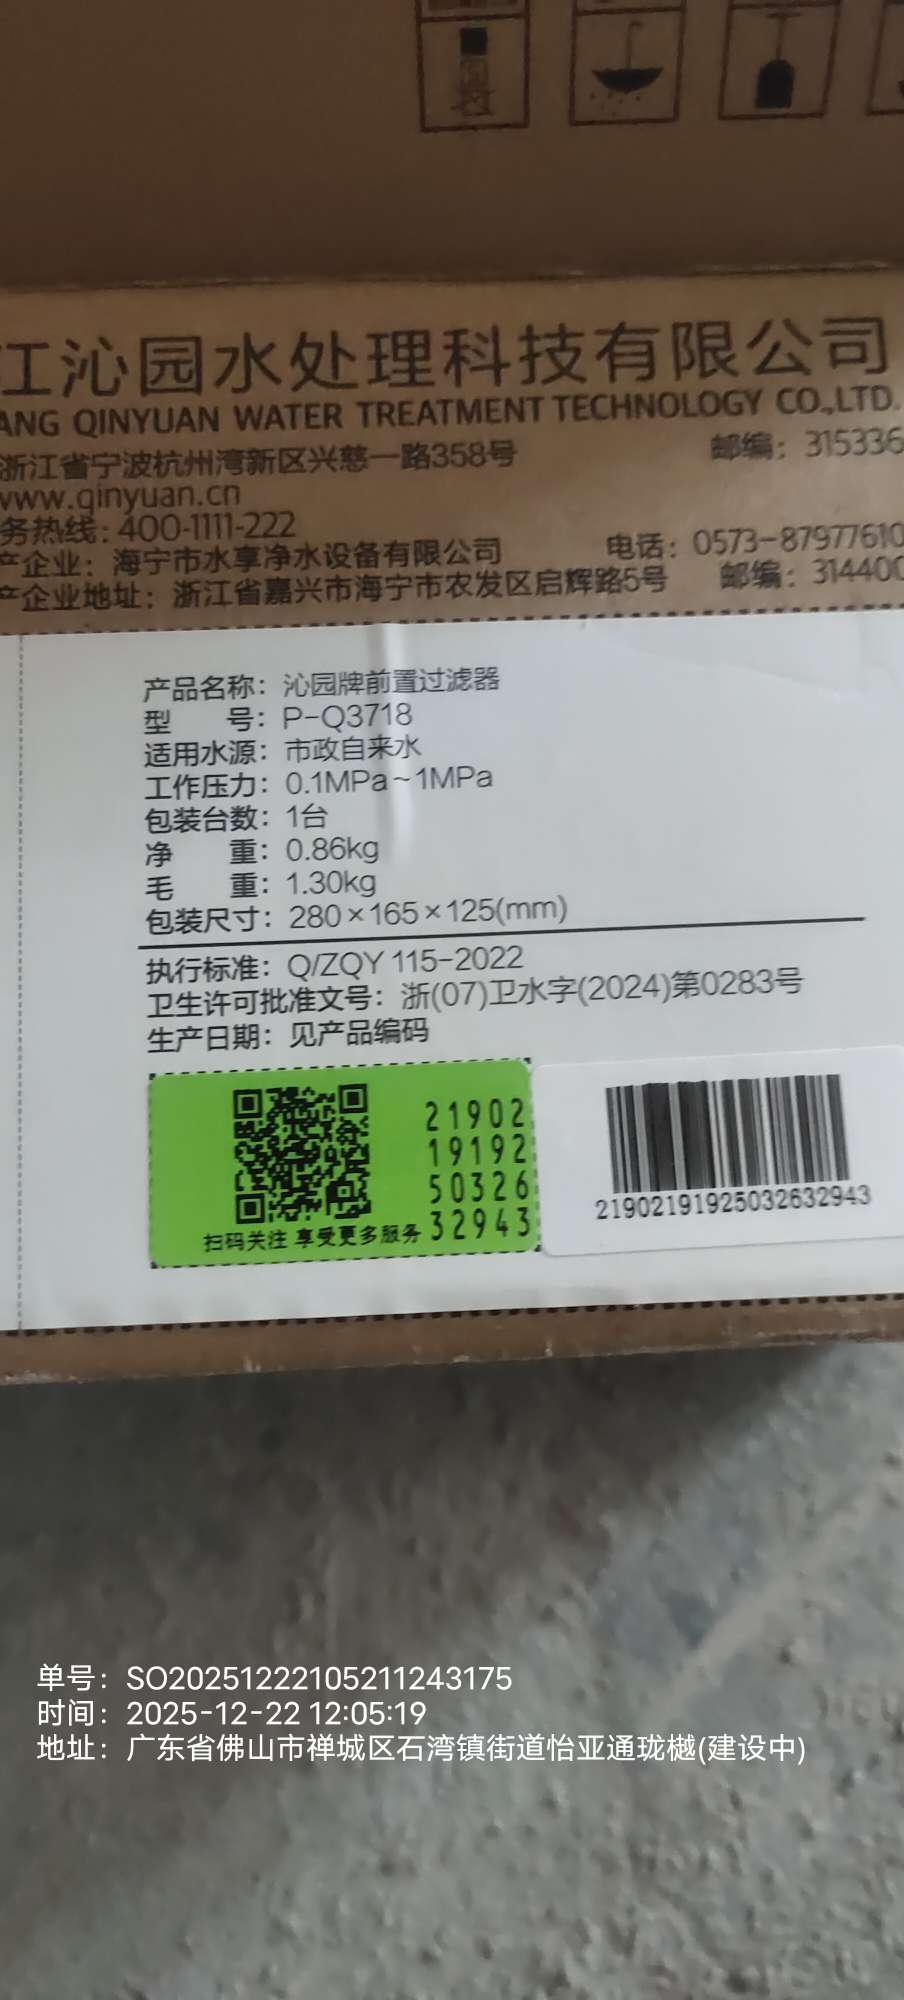 江沁园水处理科技有限公司
ANG QINYUAN WATER TREATMENT TECHNOLOGY CO.,LTD.
浙江省宁波杭州湾新区兴慈一路358号 邮编：315336
www.qinyuan.cn
务热线：400-1111-222
产企业：海宁市水享净水设备有限公司 电话：0573-87977610
产企业地址：浙江省嘉兴市海宁市农发区启辉路5号 邮编：314400
产品名称：沁园牌前置过滤器
型 号：P-Q3718
适用水源：市政自来水
工作压力：0.1MPa~1MPa
包装台数：1台
净 重：0.86kg
毛 重：1.30kg
包装尺寸：280×165×125(mm)
执行标准：Q/ZQY 115-2022
卫生许可批准文号：浙(07)卫水字(2024)第0283号
生产日期：见产品编码
21902
19192
50326
32943
扫码关注 享受更多服务
21902191925032632943
单号：SO20251222105211243175
时间：2025-12-22 12:05:19
地址：广东省佛山市禅城区石湾镇街道怡亚通珑樾(建设中)